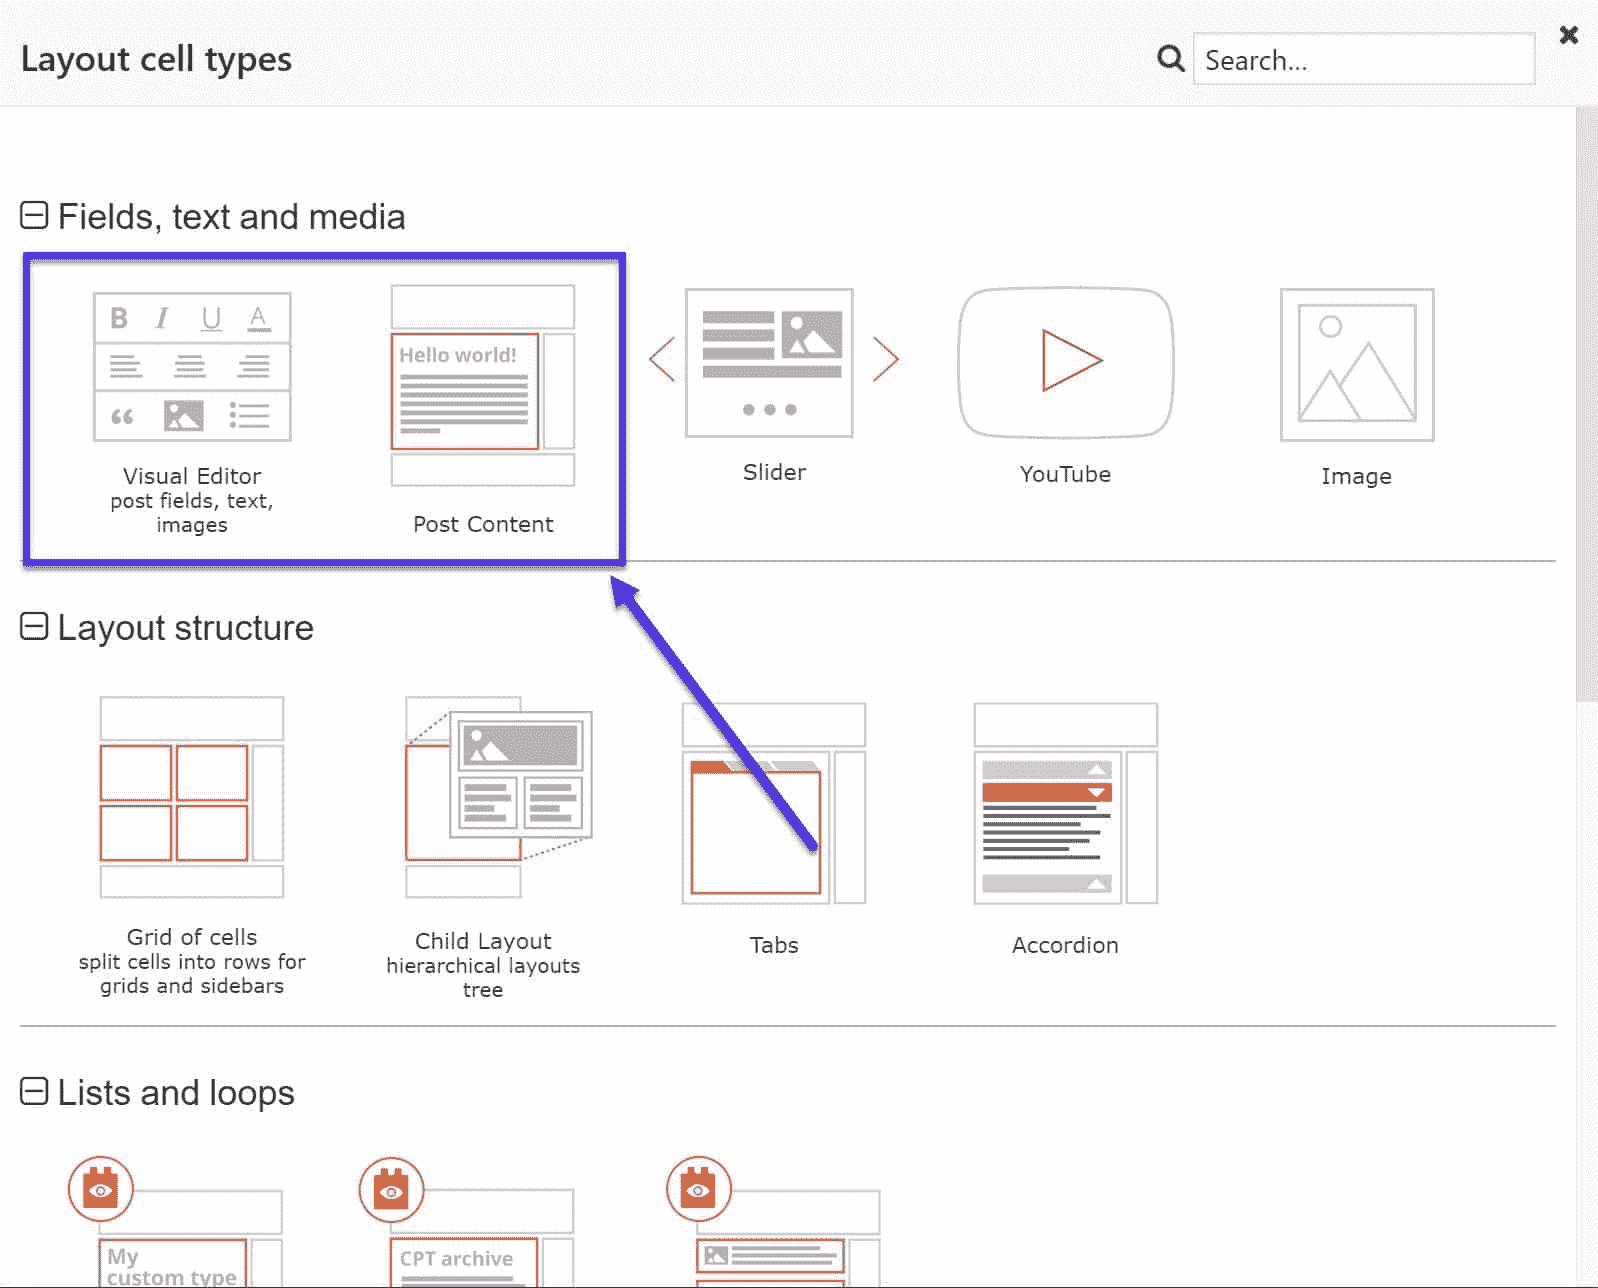 Layout cell types
Search...
Fields, text and media
B I U A
Hello world!
Visual Editor
post fields, text,
images
Post Content
Slider
YouTube
Image
Layout structure
Grid of cells
split cells into rows for
grids and sidebars
Child Layout
hierarchical layouts
tree
Tabs
Accordion
Lists and loops
My
custom type
CPT archive